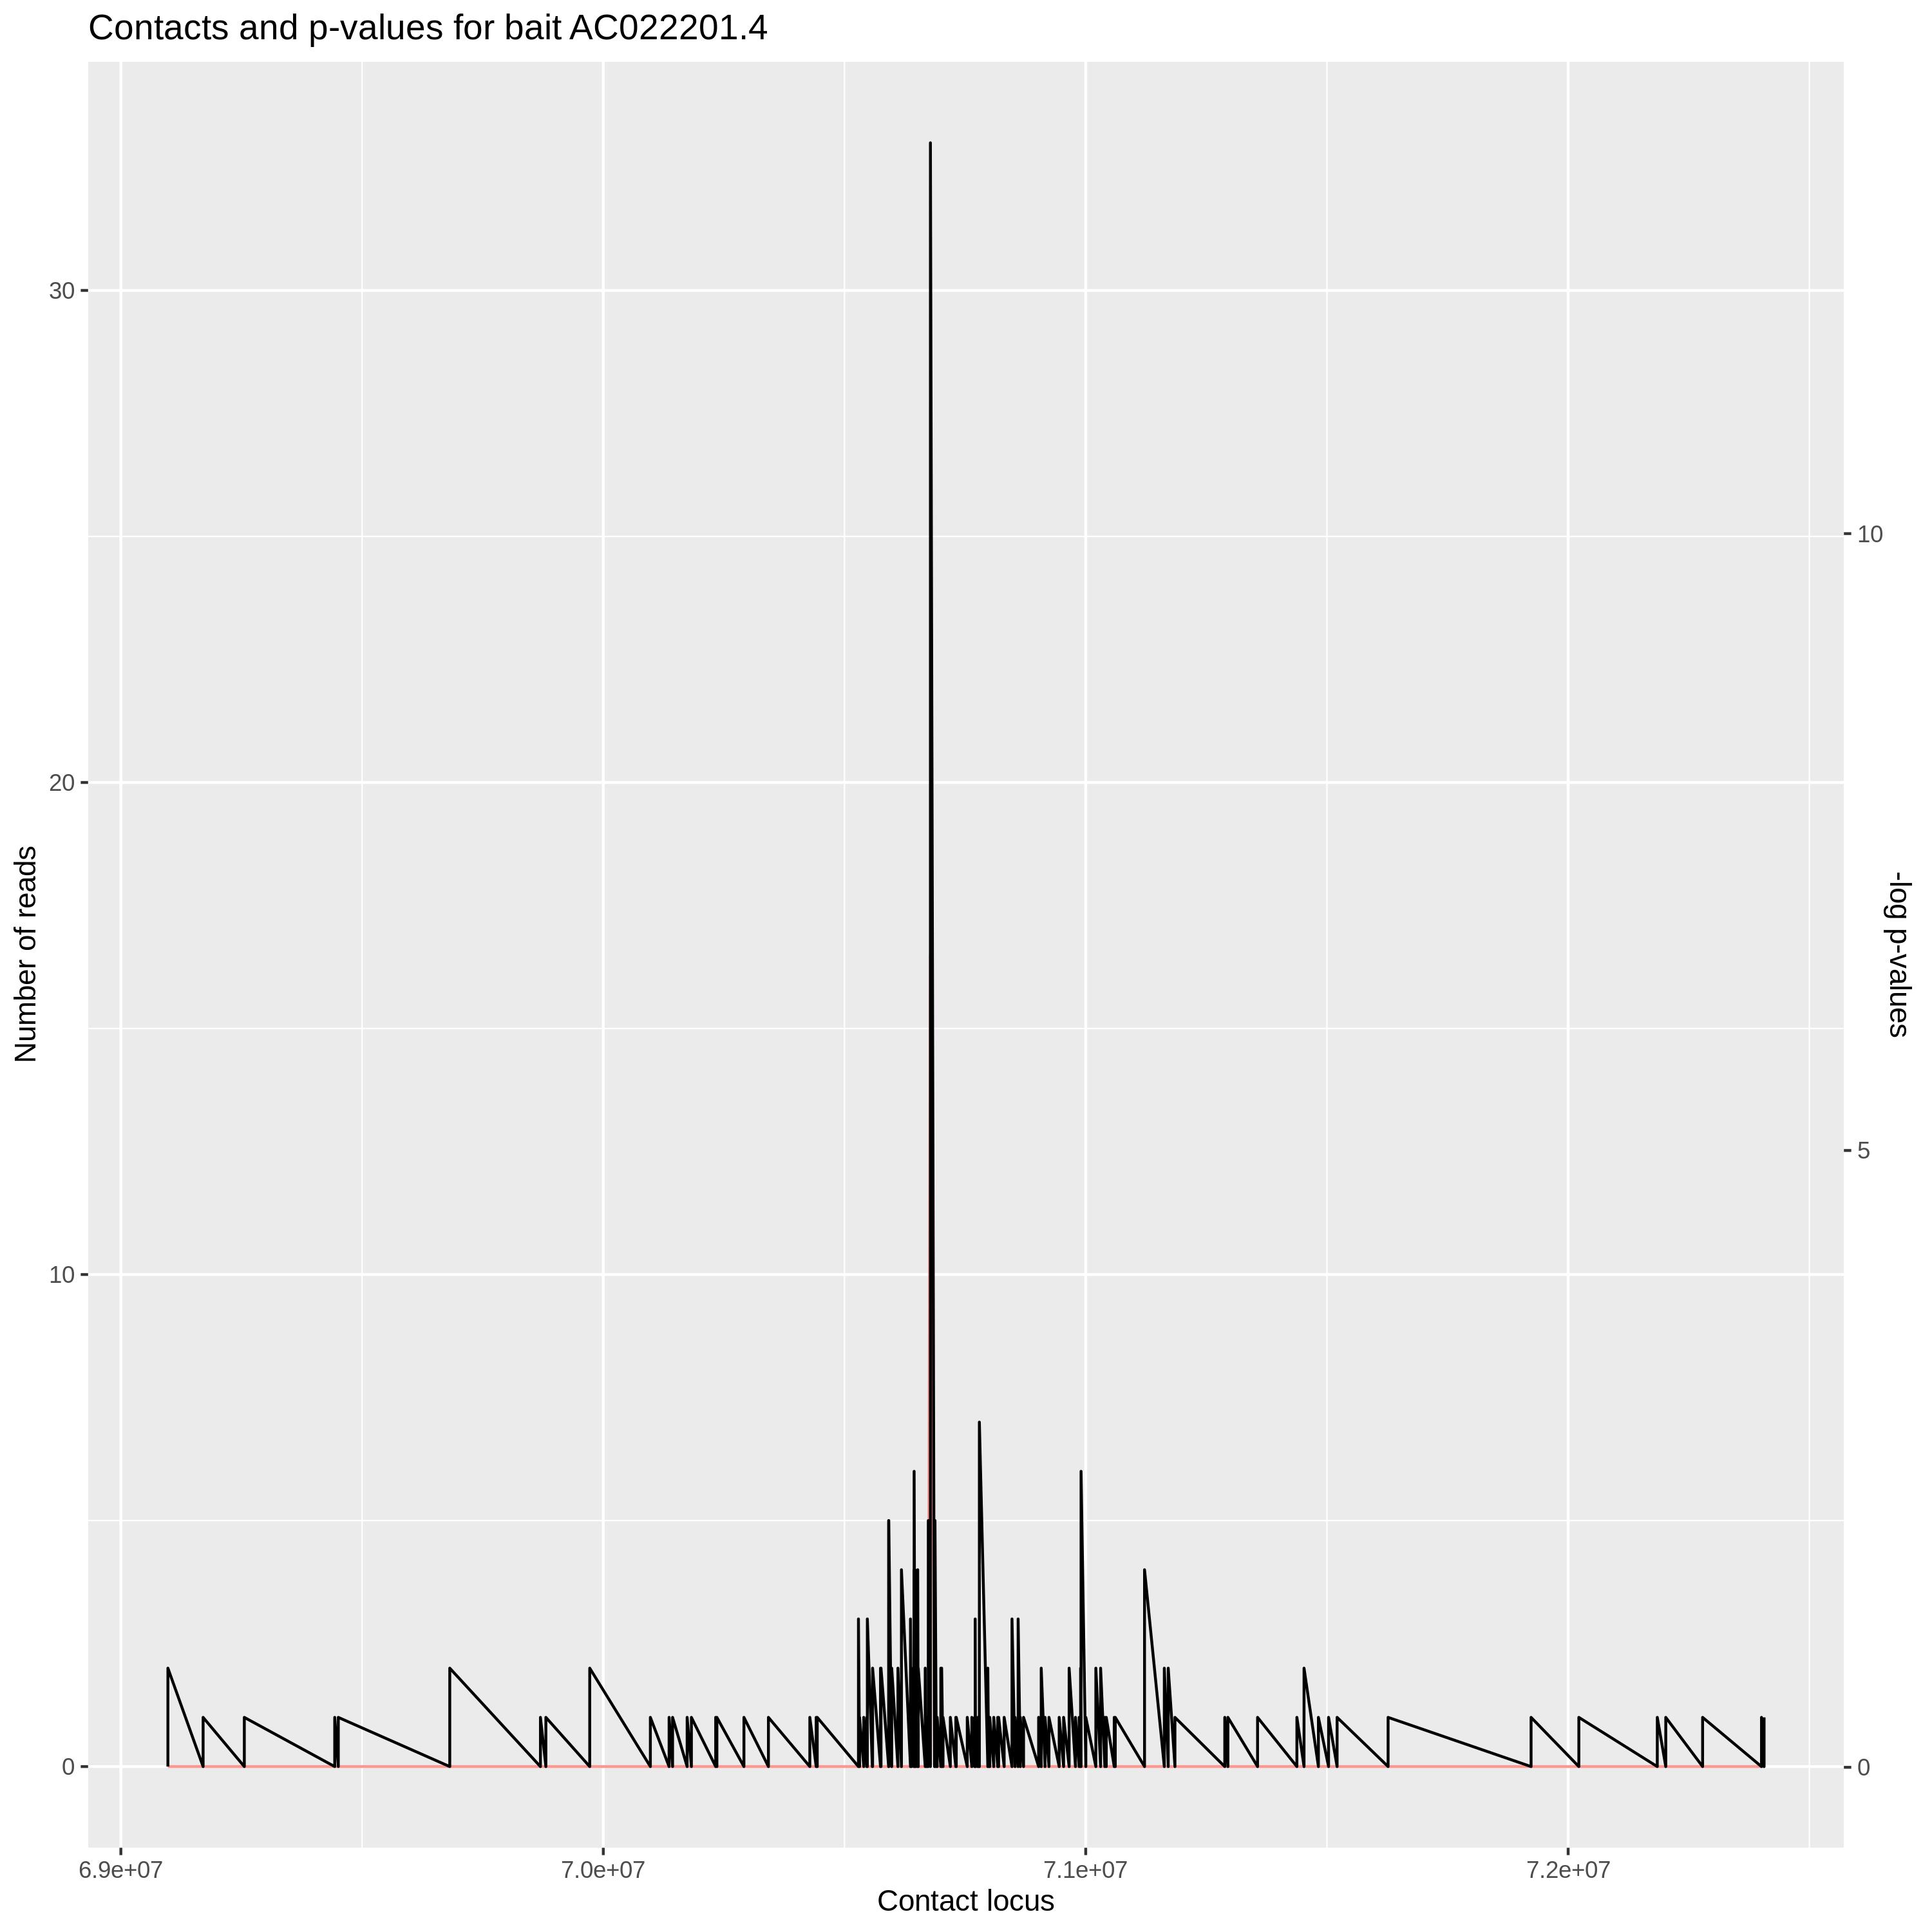 Contacts and p-values for bait AC022201.4
30
20
10
0
Number of reads
10
5
0
-log p-values
6.9e+07 7.0e+07 7.1e+07 7.2e+07
Contact locus